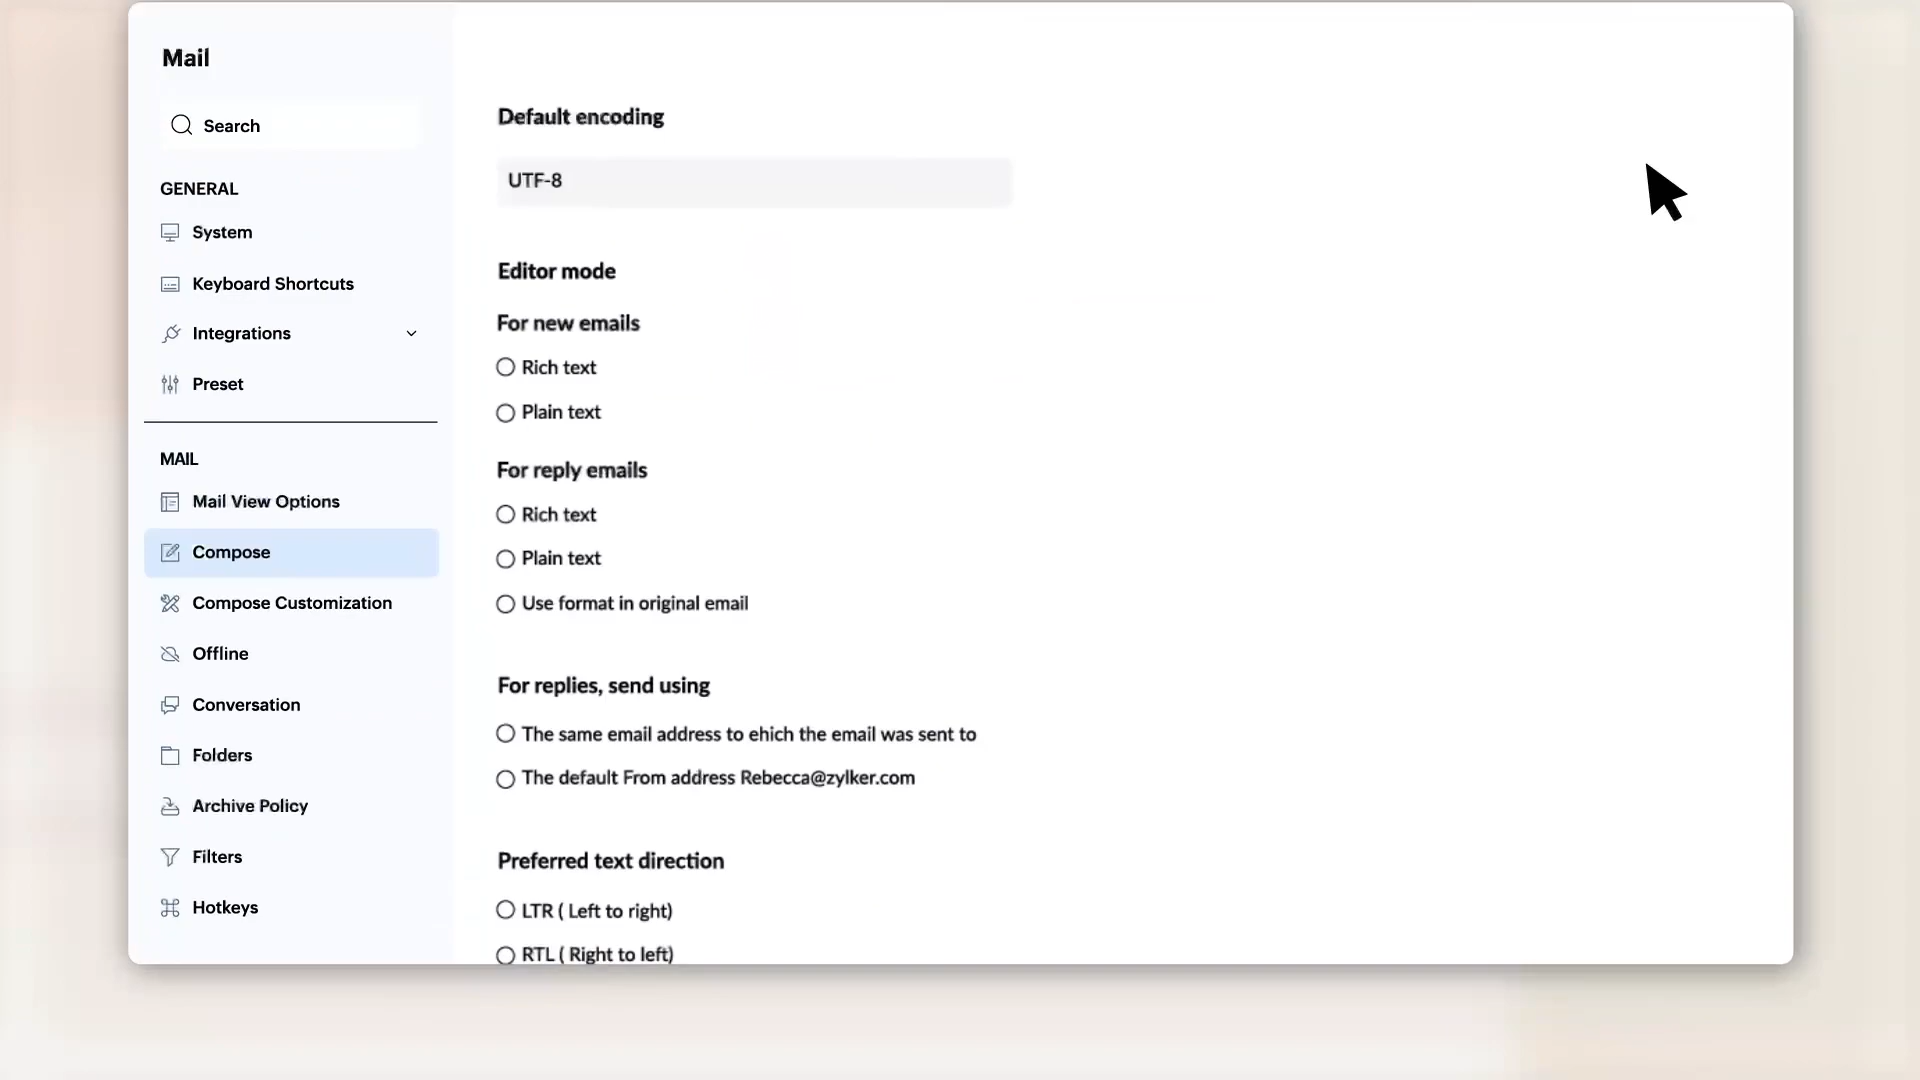 Mail
Search
GENERAL
System
Keyboard Shortcuts
Integrations
Preset
MAIL
Mail View Options
Compose
Compose Customization
Offline
Conversation
Folders
Archive Policy
Filters
Hotkeys
Default encoding
UTF-8
Editor mode
For new emails
Rich text
Plain text
For reply emails
Rich text
Plain text
Use format in original email
For replies, send using
The same email address to ehich the email was sent to
The default From address Rebecca@zylker.com
Preferred text direction
LTR ( Left to right)
RTL ( Right to left)